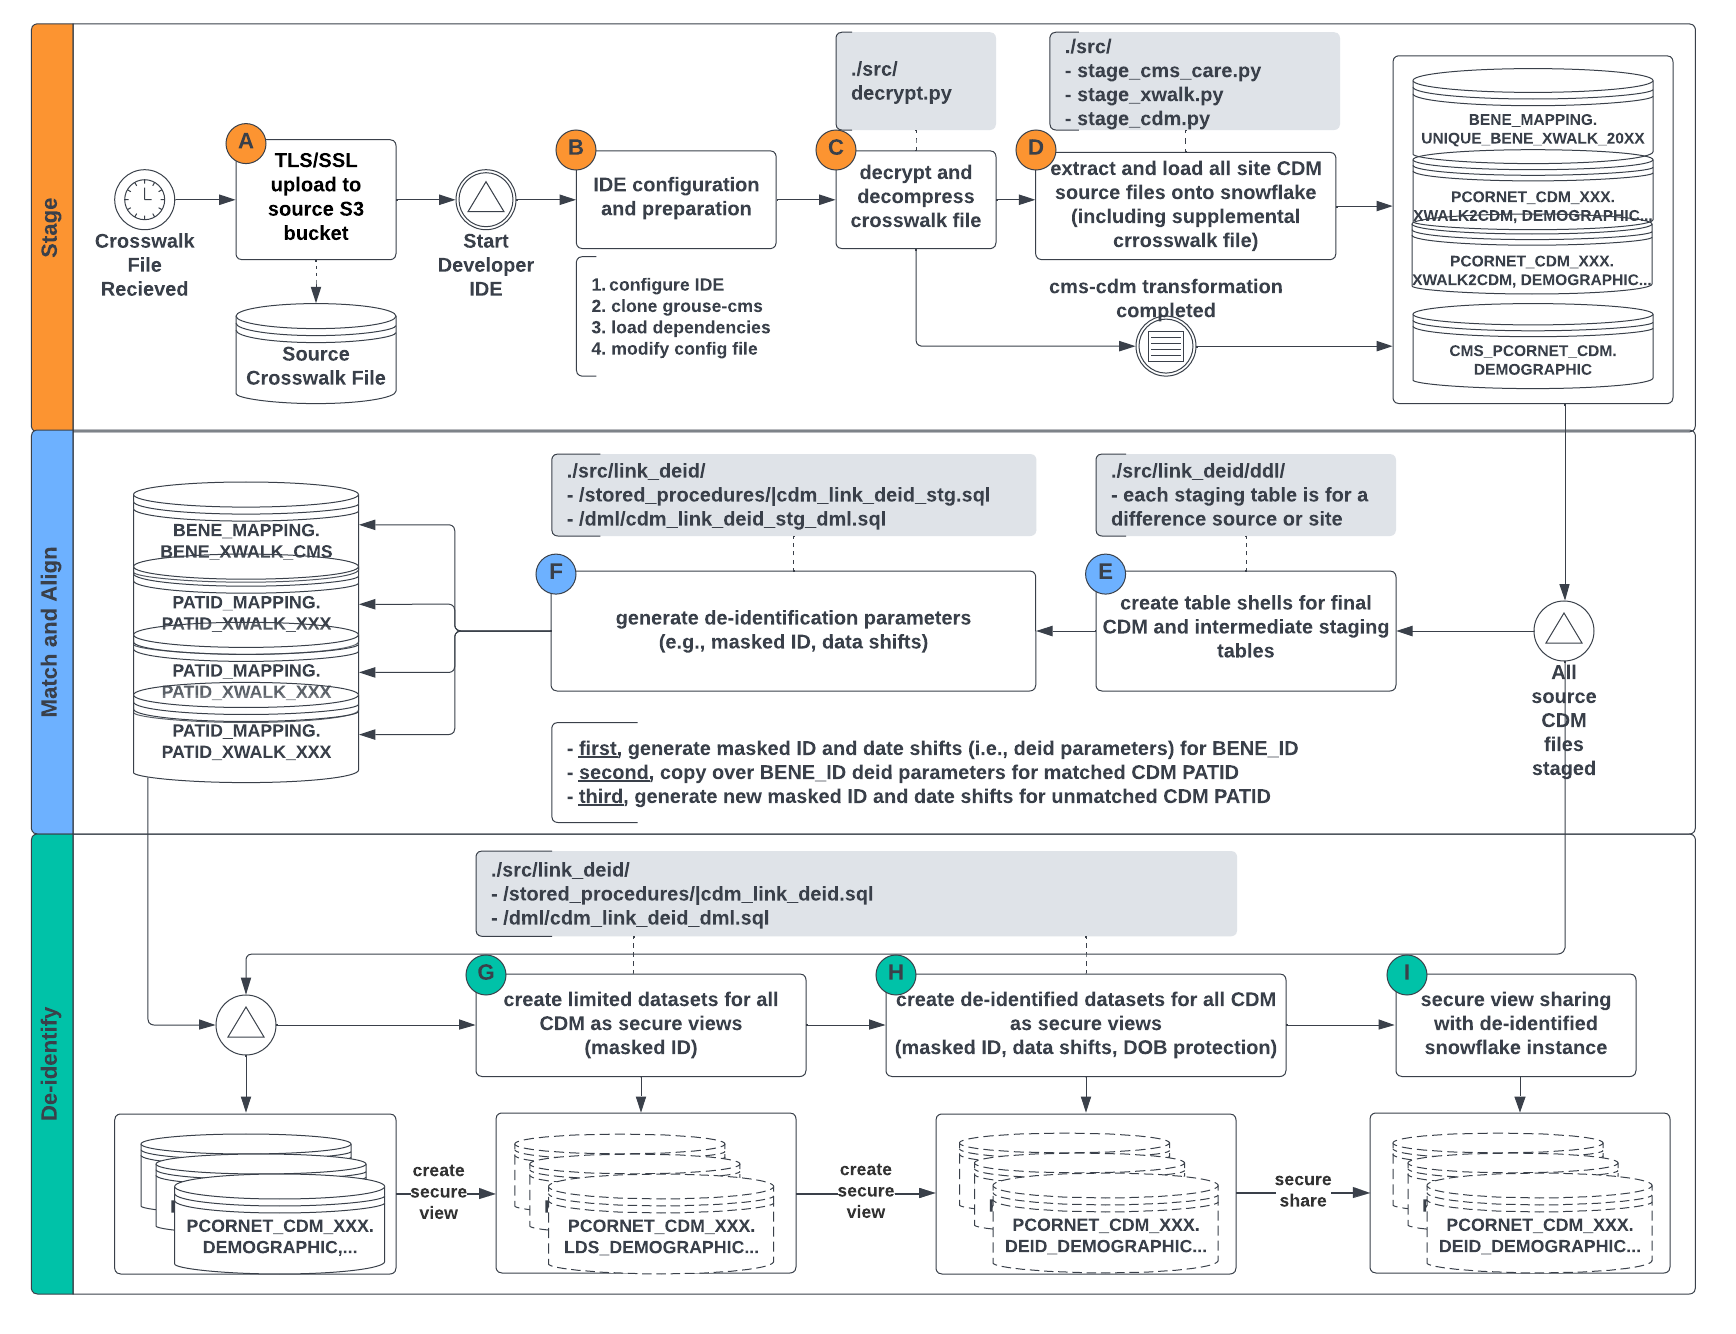 Stage
./src/
decrypt.py
./src/
- stage_cms_care.py
- stage_xwalk.py
- stage_cdm.py
A
TLS/SSL
upload to
source S3
bucket
B
IDE configuration
and preparation
C
decrypt and
decompress
crosswalk file
D
extract and load all site CDM
source files onto snowflake
(including supplemental
crrosswalk file)
BENE_MAPPING.
UNIQUE_BENE_XWALK_20XX
PCORNET_CDM_XXX.
XWALK2CDM, DEMOGRAPHIC...
PCORNET_CDM_XXX.
XWALK2CDM, DEMOGRAPHIC...
CMS_PCORNET_CDM.
DEMOGRAPHIC
Crosswalk
File
Recieved
Start
Developer
IDE
1. configure IDE
2. clone grouse-cms
3. load dependencies
4. modify config file
cms-cdm transformation
completed
Source
Crosswalk File
Match and Align
./src/link_deid/
- /stored_procedures/|cdm_link_deid_stg.sql
- /dml/cdm_link_deid_stg_dml.sql
./src/link_deid/ddl/
- each staging table is for a
difference source or site
BENE_MAPPING.
BENE_XWALK_CMS
PATID_MAPPING.
PATID_XWALK_XXX
PATID_MAPPING.
PATID_XWALK_XXX
PATID_MAPPING.
PATID_XWALK_XXX
F
generate de-identification parameters
(e.g., masked ID, data shifts)
E
create table shells for final
CDM and intermediate staging
tables
All
source
CDM
files
staged
- first, generate masked ID and date shifts (i.e., deid parameters) for BENE_ID
- second, copy over BENE_ID deid parameters for matched CDM PATID
- third, generate new masked ID and date shifts for unmatched CDM PATID
De-identify
./src/link_deid/
- /stored_procedures/|cdm_link_deid.sql
- /dml/cdm_link_deid_dml.sql
G
create limited datasets for all
CDM as secure views
(masked ID)
H
create de-identified datasets for all CDM
as secure views
(masked ID, data shifts, DOB protection)
I
secure view sharing
with de-identified
snowflake instance
PCORNET_CDM_XXX.
DEMOGRAPHIC,...
create
secure
view
PCORNET_CDM_XXX.
LDS_DEMOGRAPHIC...
create
secure
view
PCORNET_CDM_XXX.
DEID_DEMOGRAPHIC...
secure
share
PCORNET_CDM_XXX.
DEID_DEMOGRAPHIC...